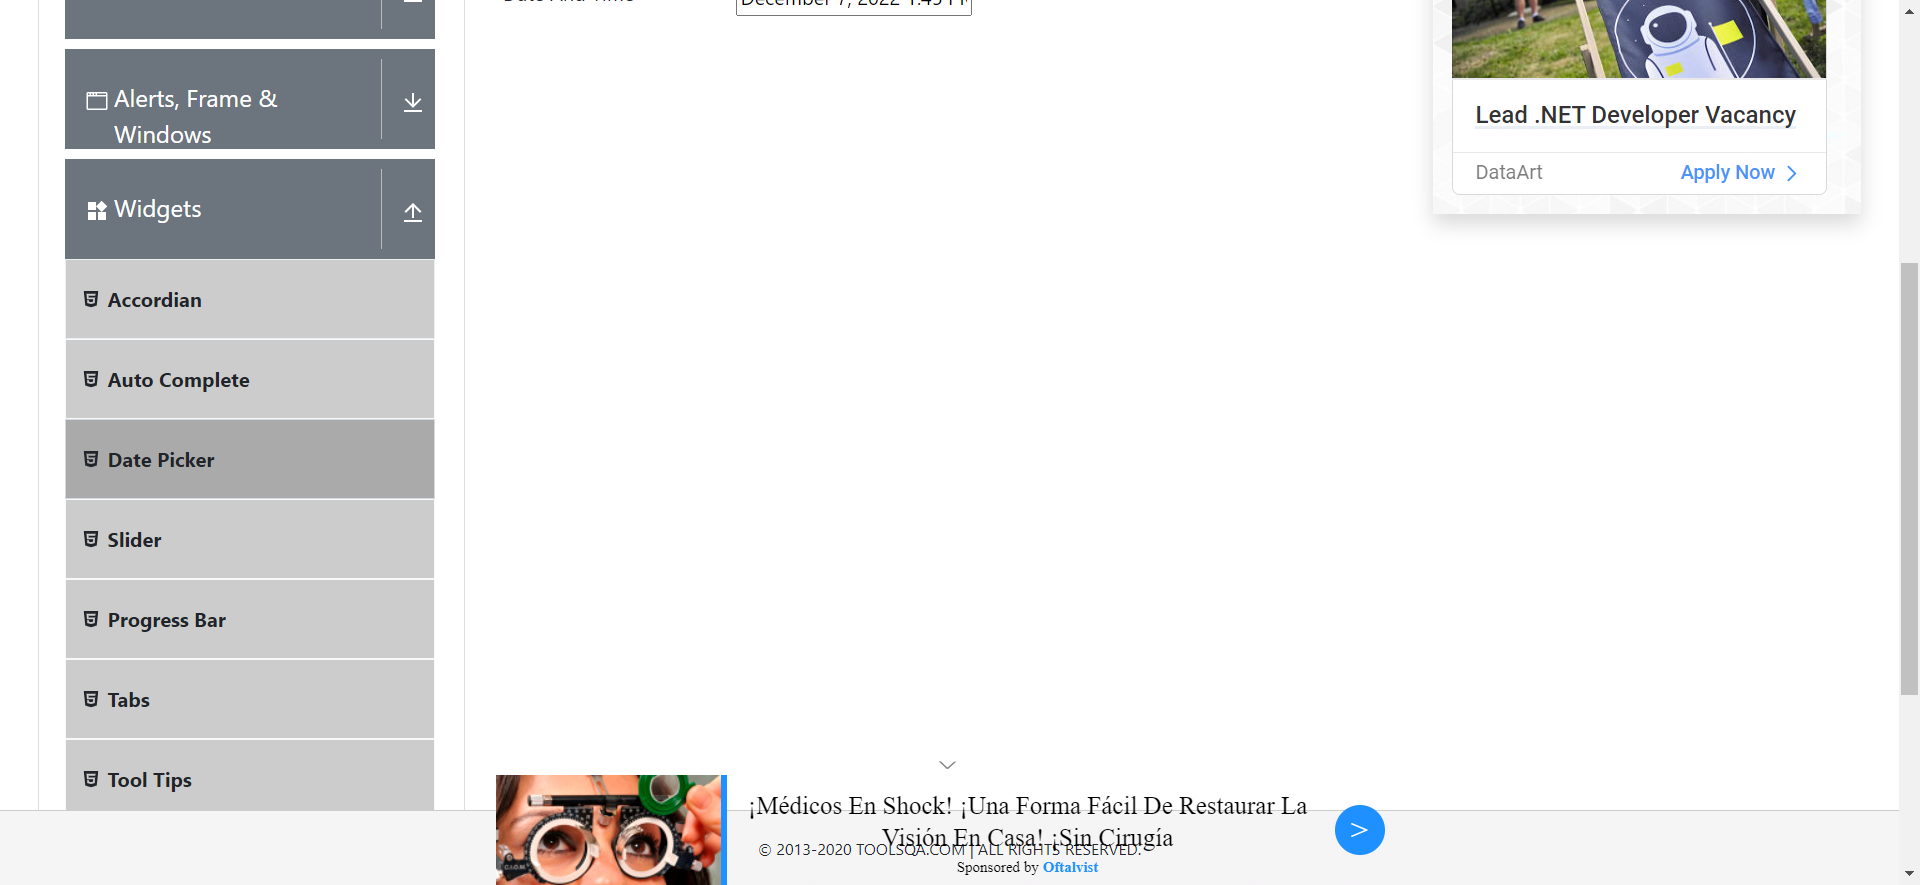 December 7, 2022 1:45 P
Alerts, Frame &
Windows
Widgets
Accordian
Auto Complete
Date Picker
Slider
Progress Bar
Tabs
Tool Tips
Lead .NET Developer Vacancy
DataArt
Apply Now
¡Médicos En Shock! ¡Una Forma Fácil De Restaurar La
Visión En Casa! ¡Sin Cirugía
© 2013-2020 TOOLSQA.COM | ALL RIGHTS RESERVED.
Sponsored by Oftalvist